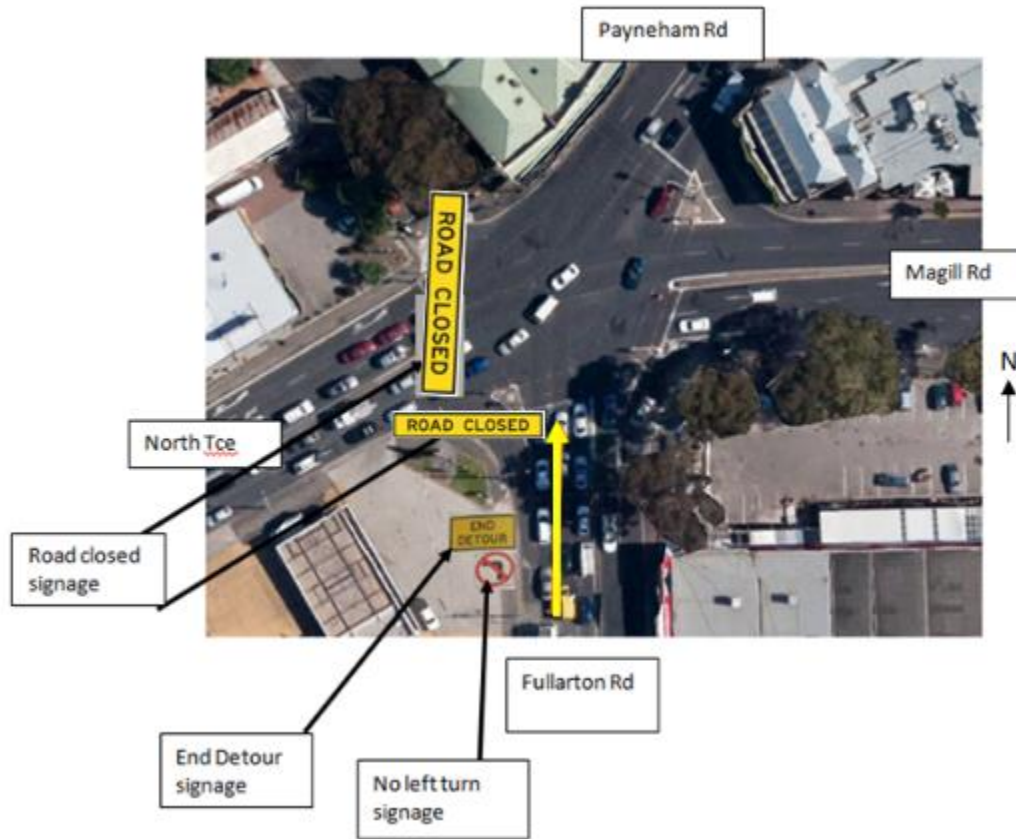 Payneham Rd
ROAD CLOSED
Magill Rd
N
ROAD CLOSED
North Tce
END
DETOUR
Road closed
signage
Fullarton Rd
End Detour
signage
No left turn
signage